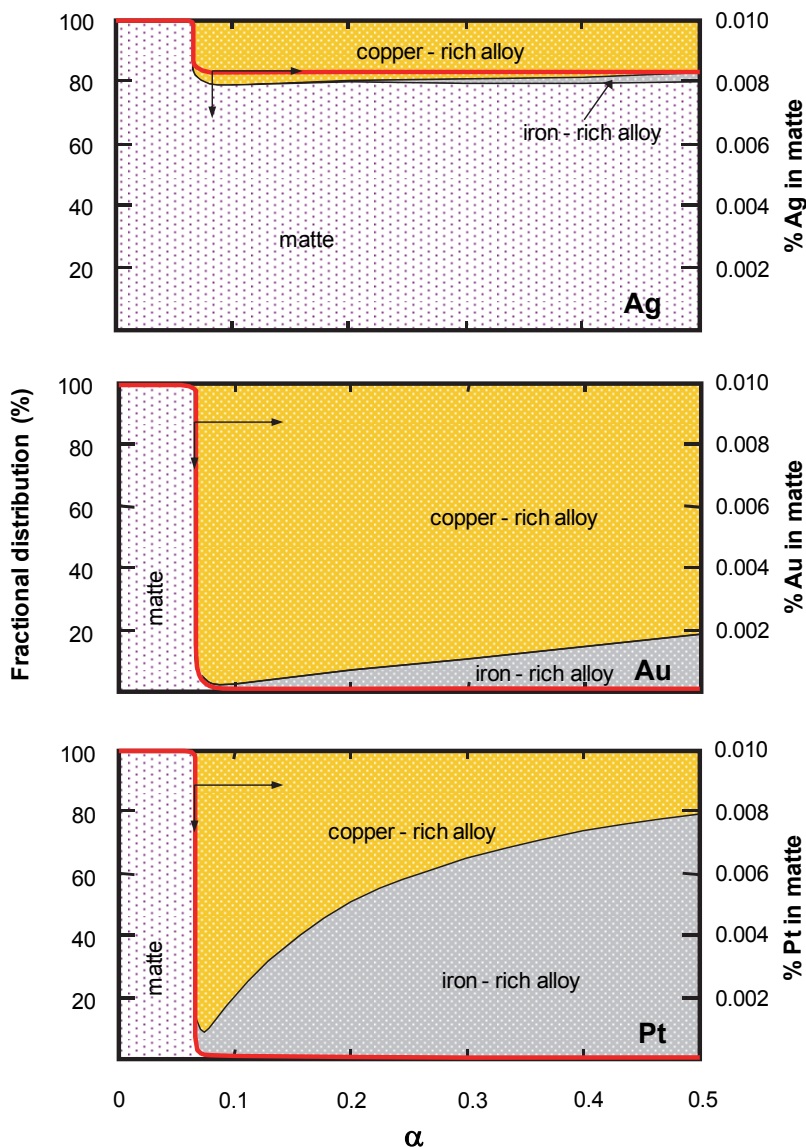 100
80
60
40
20
copper - rich alloy
iron - rich alloy
matte
Ag
0.010
0.008
0.006
0.004
0.002
% Ag in matte
Fractional distribution (%)
100
80
60
40
20
matte
copper - rich alloy
iron - rich alloy
Au
0.010
0.008
0.006
0.004
0.002
% Au in matte
100
80
60
40
20
matte
copper - rich alloy
iron - rich alloy
Pt
0.010
0.008
0.006
0.004
0.002
% Pt in matte
0 0.1 0.2 0.3 0.4 0.5
α